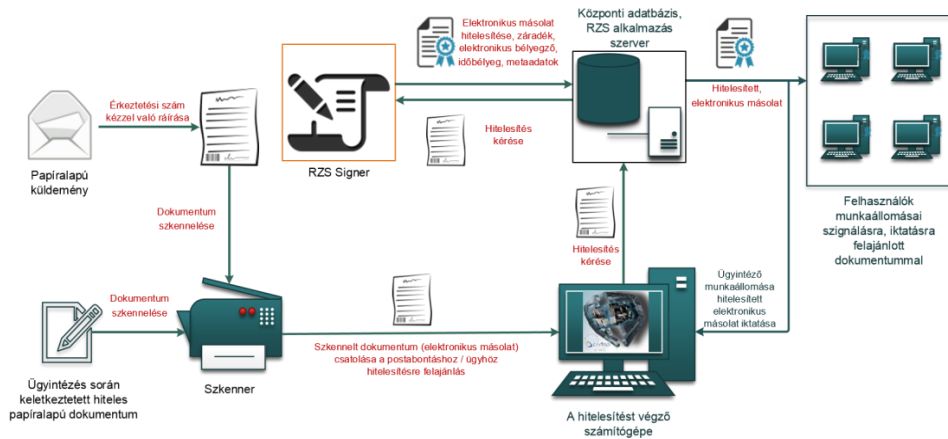 Központi adatbázis,
RZS alkalmazás
szerver
Elektronikus másolat
hitelesítése, záradék,
elektronikus bélyegző,
időbélyeg, metaadatok
Érkeztetési szám
kézzel való ráírása
Hitelesített,
elektronikus másolat
Hitelesítés
kérése
Papíralapú
küldemény
RZS Signer
Felhasználók
munkaállomásai
szignálásra, iktatásra
felajánlott
dokumentummal
Dokumentum
szkennelése
Hitelesítés
kérése
Ügyintéző
munkaállomása
hitelesített
elektronikus
másolat iktatása
Dokumentum
szkennelése
Szkennelt dokumentum (elektronikus másolat)
csatolása a postabontáshoz / ügyhöz
hitelesítésre felajánlás
Szkenner
Ügyintézés során
keletkeztetett hiteles
papíralapú dokumentum
A hitelesítést végző
számítógépe